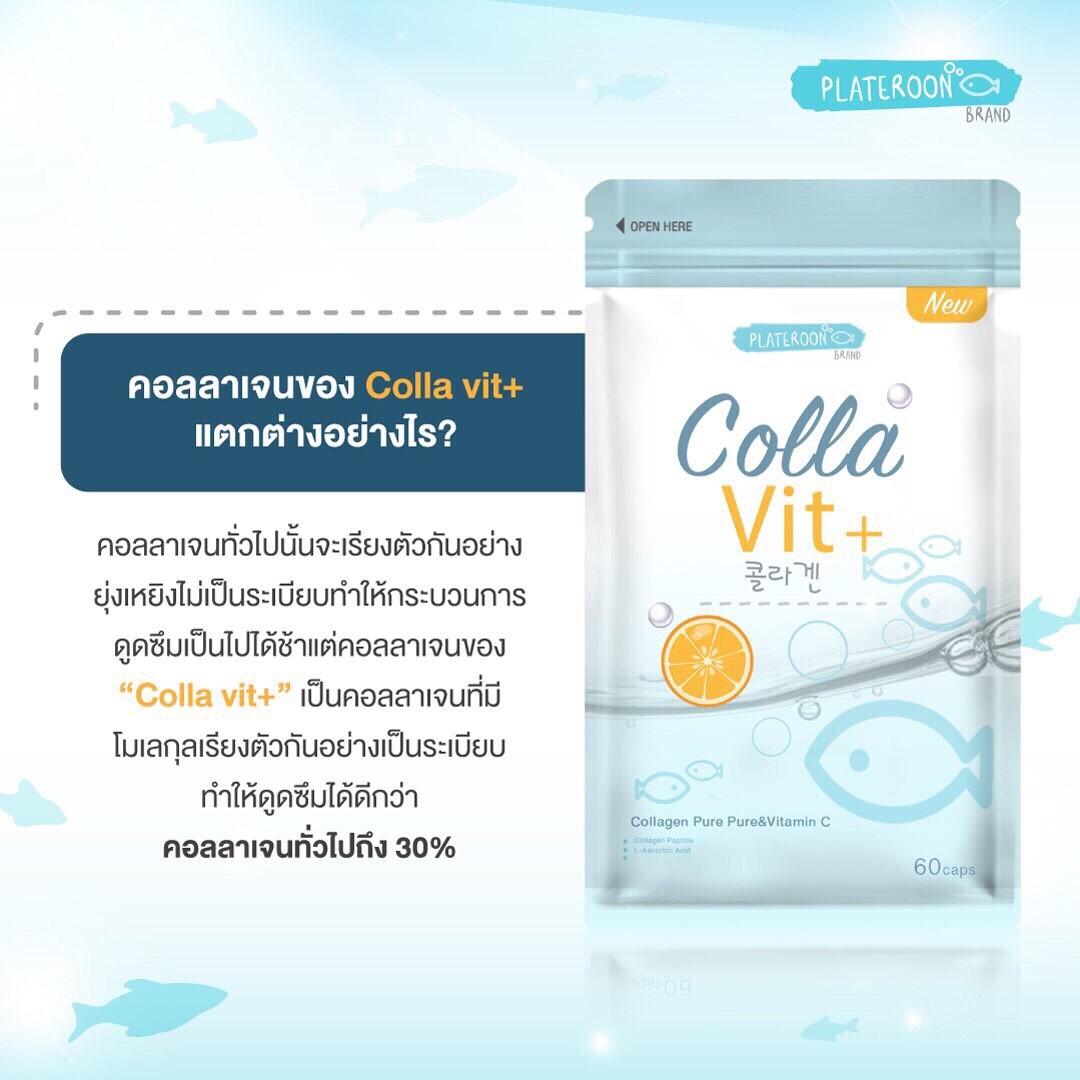 PLATEROON
BRAND
OPEN HERE
New
PLATEROON
BRAND
Colla
Vit+
콜라겐
คอลลาเจนของ Colla vit+
แตกต่างอย่างไร?
คอลลาเจนทั่วไปนั้นจะเรียงตัวกันอย่าง
ยุ่งเหยิงไม่เป็นระเบียบทำให้กระบวนการ
ดูดซึมเป็นไปได้ช้าแต่คอลลาเจนของ
“Colla vit+” เป็นคอลลาเจนที่มี
โมเลกุลเรียงตัวกันอย่างเป็นระเบียบ
ทำให้ดูดซึมได้ดีกว่า
คอลลาเจนทั่วไปถึง 30%
Collagen Pure Pure&Vitamin C
Collagen Peptide
L-Ascorbic Acid
60caps